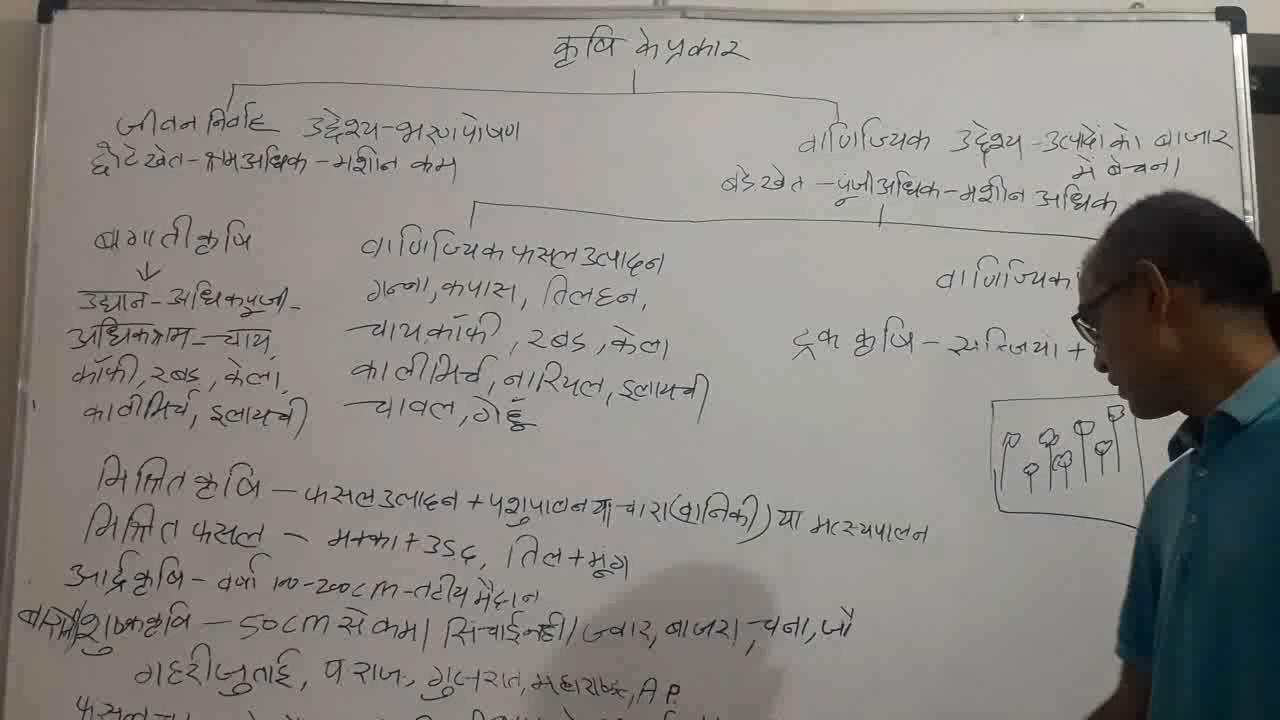 कृषि के प्रकार
जीवन निर्वाह उद्देश्य-भरण पोषण
छोटे खेत-श्रम अधिक-मशीन कम
वाणिज्यिक उद्देश्य-उत्पादों को बाजार
में बेचना
बडे खेत-पूंजी अधिक-मशीन अधिक
बागाती कृषि
↓
उद्यान-अधिक पूंजी-
अधिक श्रम-चाय,
कॉफी, रबड, केला,
काली मिर्च, इलायची
वाणिज्यिक फसल उत्पादन
गन्ना, कपास, तिलहन,
चाय कॉफी, रबड, केला
काली मिर्च, नारियल, इलायची
चावल, गेहूँ
वाणिज्यिक
ट्रक कृषि - सब्जियां +
मिश्रित कृषि - फसल उत्पादन + पशुपालन या चारा (वानिकी) या मत्स्यपालन
मिश्रित फसल - मक्का + उडद, तिल + मूंग
आर्द्र कृषि - वर्षा 100-200cm-तटीय मैदान
शुष्क कृषि - 50cm से कम / सिंचाई नही / ज्वार, बाजरा, चना, जौ
गहरी जुताई, प राज, गुजरात, महाराष्ट्र, A.P.